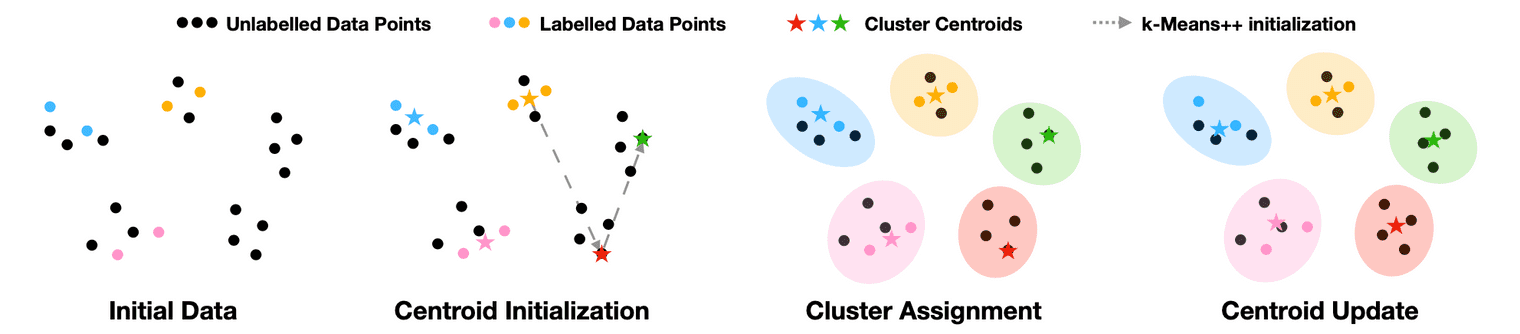 Unlabelled Data Points
Labelled Data Points
Cluster Centroids
k-Means++ initialization
Initial Data
Centroid Initialization
Cluster Assignment
Centroid Update